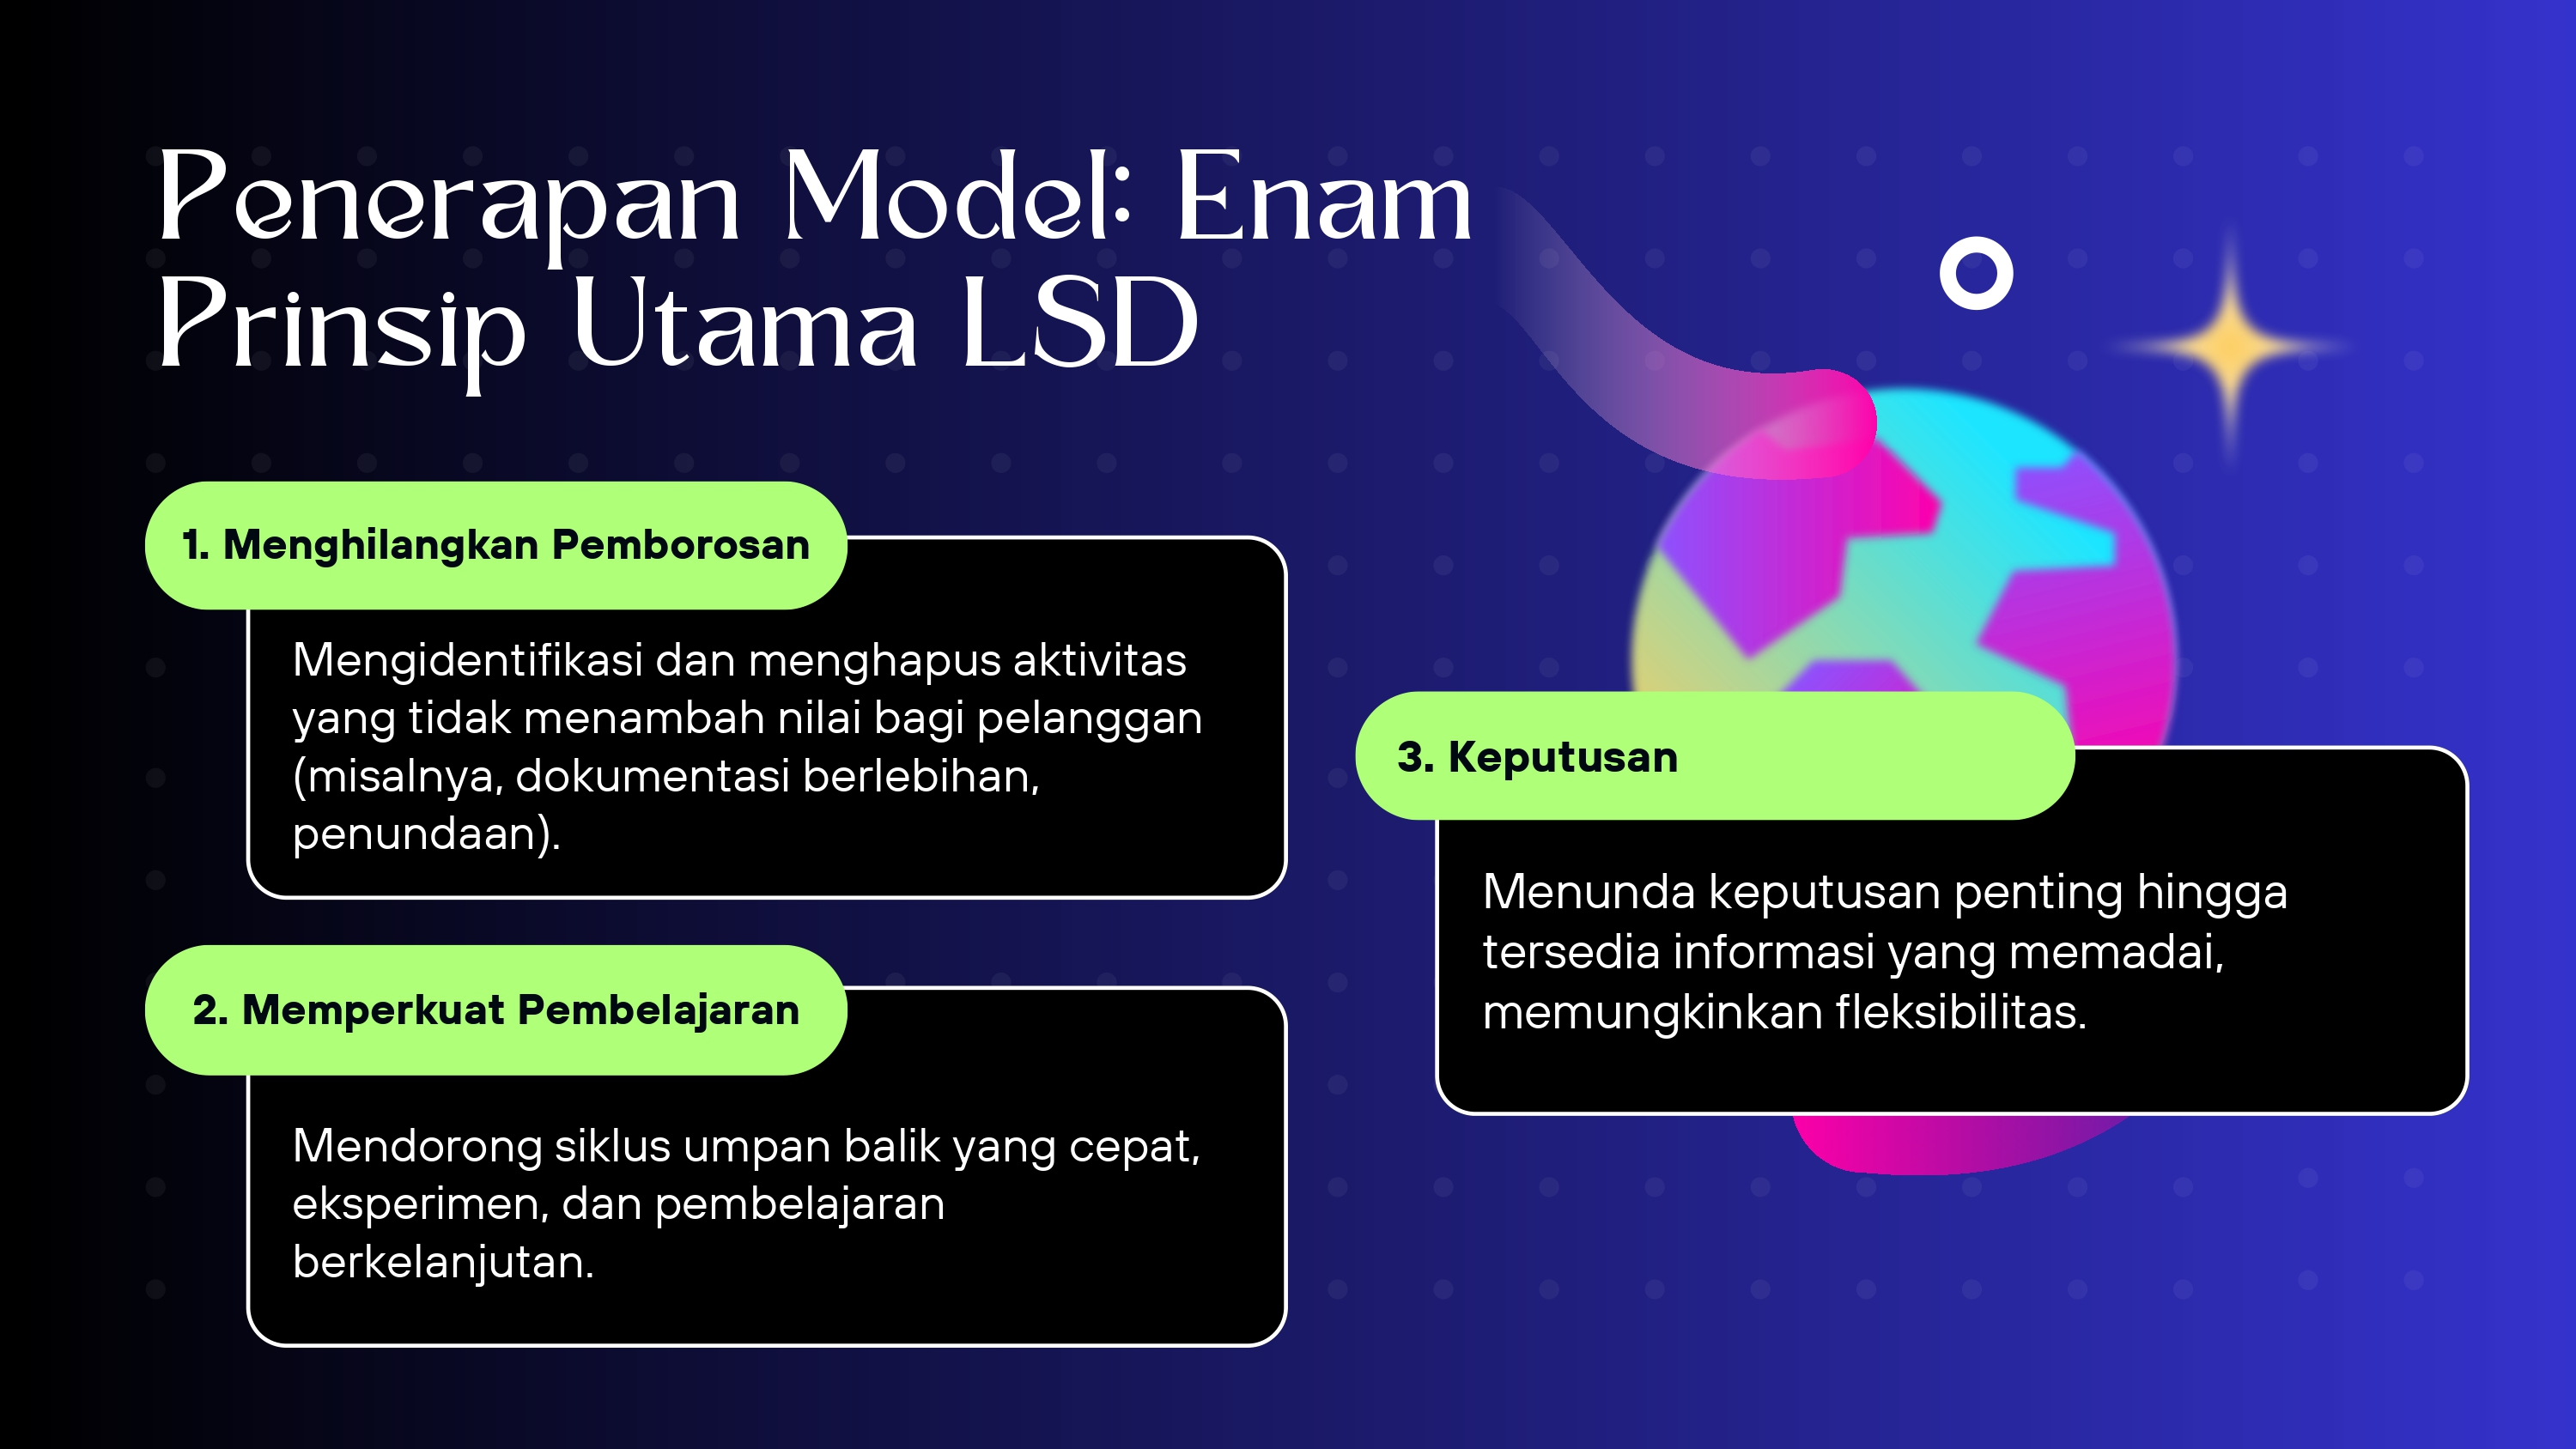 Penerapan Model: Enam
Prinsip Utama LSD
1. Menghilangkan Pemborosan
Mengidentifikasi dan menghapus aktivitas
yang tidak menambah nilai bagi pelanggan
(misalnya, dokumentasi berlebihan,
penundaan).
2. Memperkuat Pembelajaran
Mendorong siklus umpan balik yang cepat,
eksperimen, dan pembelajaran
berkelanjutan.
3. Keputusan
Menunda keputusan penting hingga
tersedia informasi yang memadai,
memungkinkan fleksibilitas.